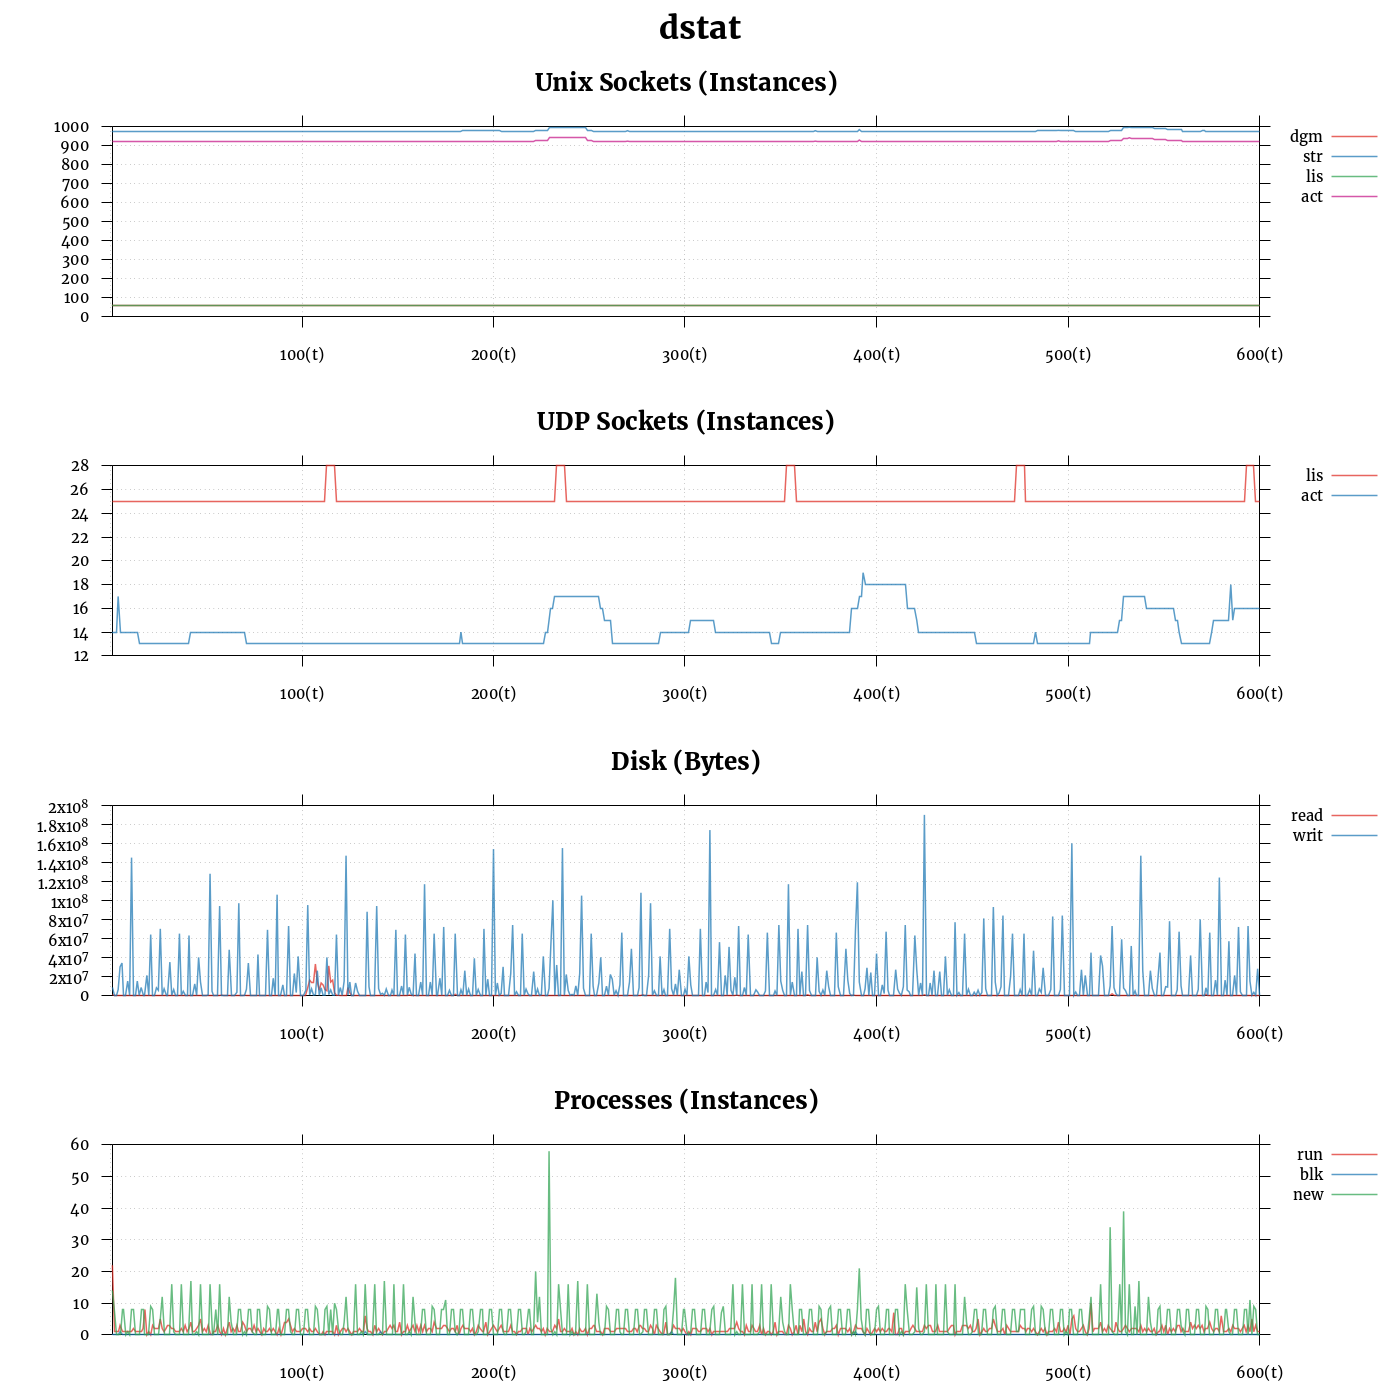 dstat
Unix Sockets (Instances)
1000
900
800
700
600
500
400
300
200
100
0
100(t) 200(t) 300(t) 400(t) 500(t) 600(t)
dgm
str
lis
act
UDP Sockets (Instances)
28
26
24
22
20
18
16
14
12
100(t) 200(t) 300(t) 400(t) 500(t) 600(t)
lis
act
Disk (Bytes)
2x10⁸
1.8x10⁸
1.6x10⁸
1.4x10⁸
1.2x10⁸
1x10⁸
8x10⁷
6x10⁷
4x10⁷
2x10⁷
0
100(t) 200(t) 300(t) 400(t) 500(t) 600(t)
read
writ
Processes (Instances)
60
50
40
30
20
10
0
100(t) 200(t) 300(t) 400(t) 500(t) 600(t)
run
blk
new